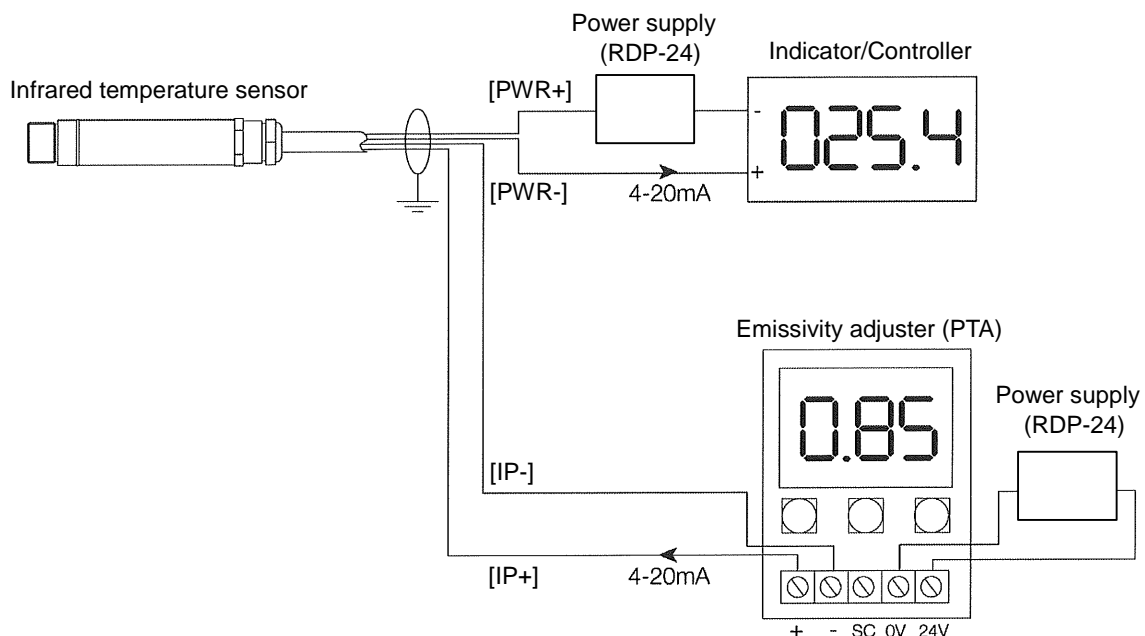 Power supply
(RDP-24)
Indicator/Controller
Infrared temperature sensor
[PWR+]
-
025.4
+
[PWR-]
4-20mA
Emissivity adjuster (PTA)
0.85
Power supply
(RDP-24)
[IP-]
[IP+]
4-20mA
+ - SC 0V 24V